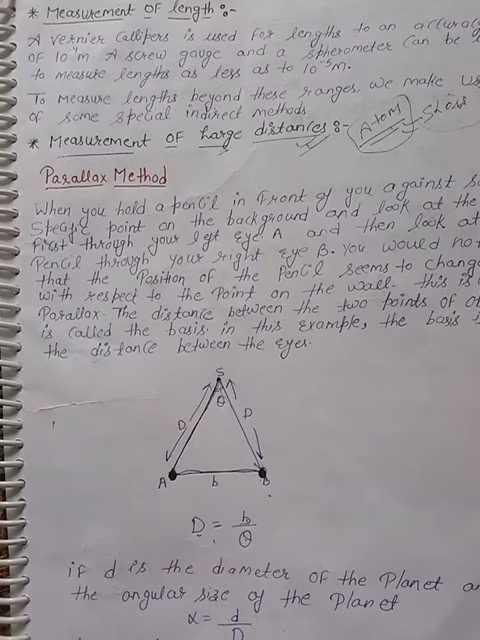 * Measurement OF length :-
A Vernier Callipers is used For lengths to an accuracy
OF 10⁻⁴m A screw gauge and a spherometer can be
to measure lengths as less as to 10⁻⁵m.
To Measure lengths beyond these ranges. we make us
of some special indirect methods.
* Measurement OF Large distances :-
Atom
Parallax Method
When you hold a pencil in Front of you against so
Specific point on the background and look at the
First through your left Eye A and then look at
Pencil through your right Eye B. You would no
that the Position of the Pencil seems to chang
with respect to the Point on the wall. this is
Parallax. The distance between the two points of o
is called the basis. in this Example, the basis
the distance between the Eyes.
S
θ
D
D
A
b
B
D = b/θ
if d is the diameter OF the Planet an
the angular size of the Planet
α = d/D